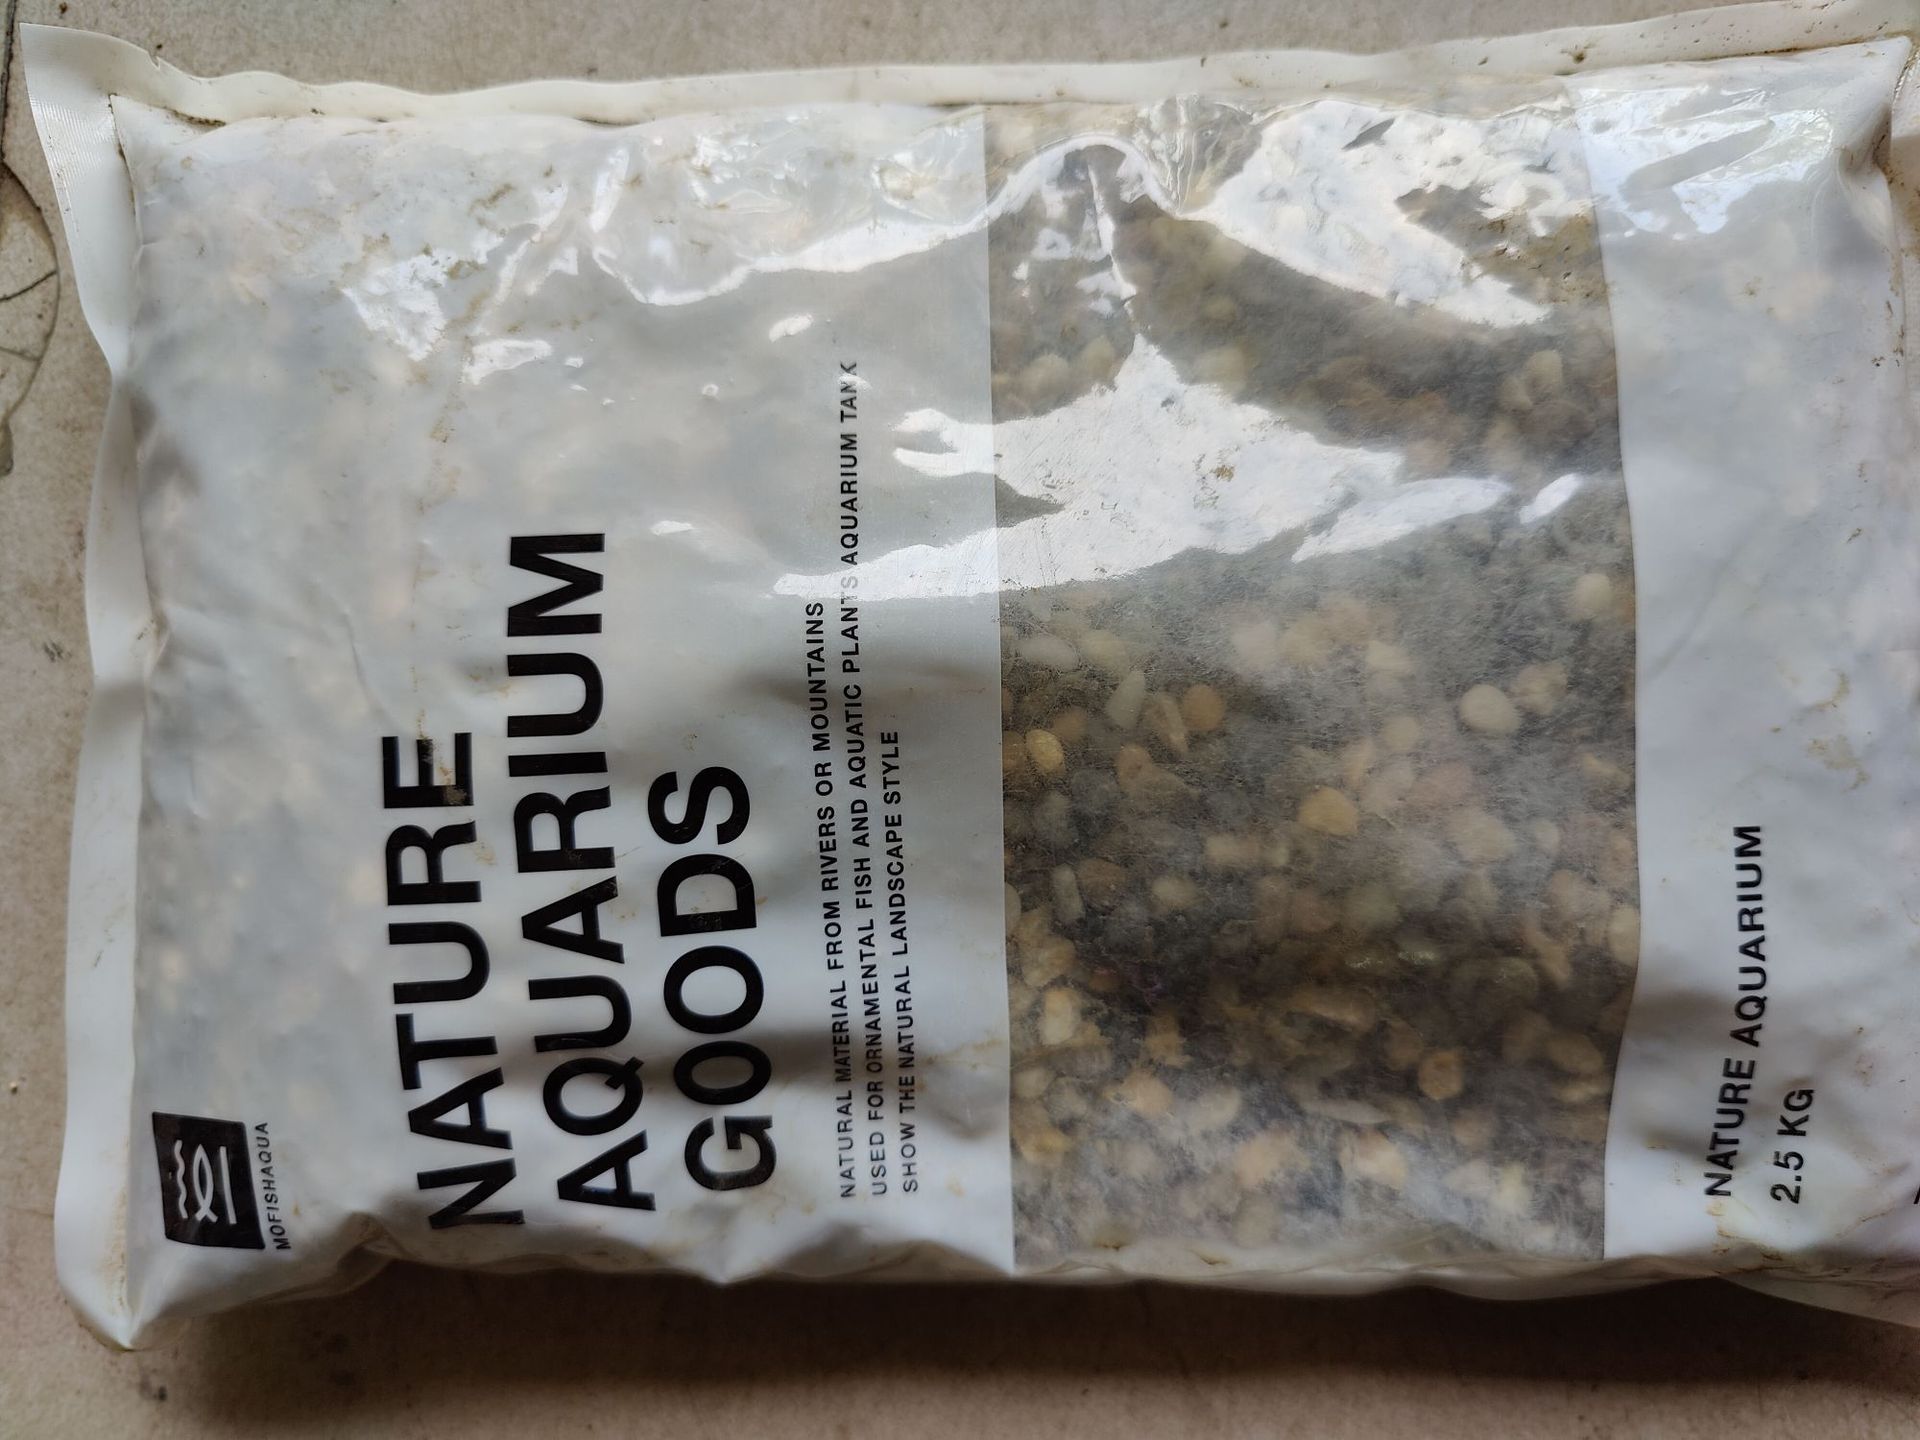 MOFISHAQUA
NATURE
AQUARIUM
GOODS
NATURAL MATERIAL FROM RIVERS OR MOUNTAINS
USED FOR ORNAMENTAL FISH AND AQUATIC PLANTS AQUARIUM TANK
SHOW THE NATURAL LANDSCAPE STYLE
NATURE AQUARIUM
2.5 KG